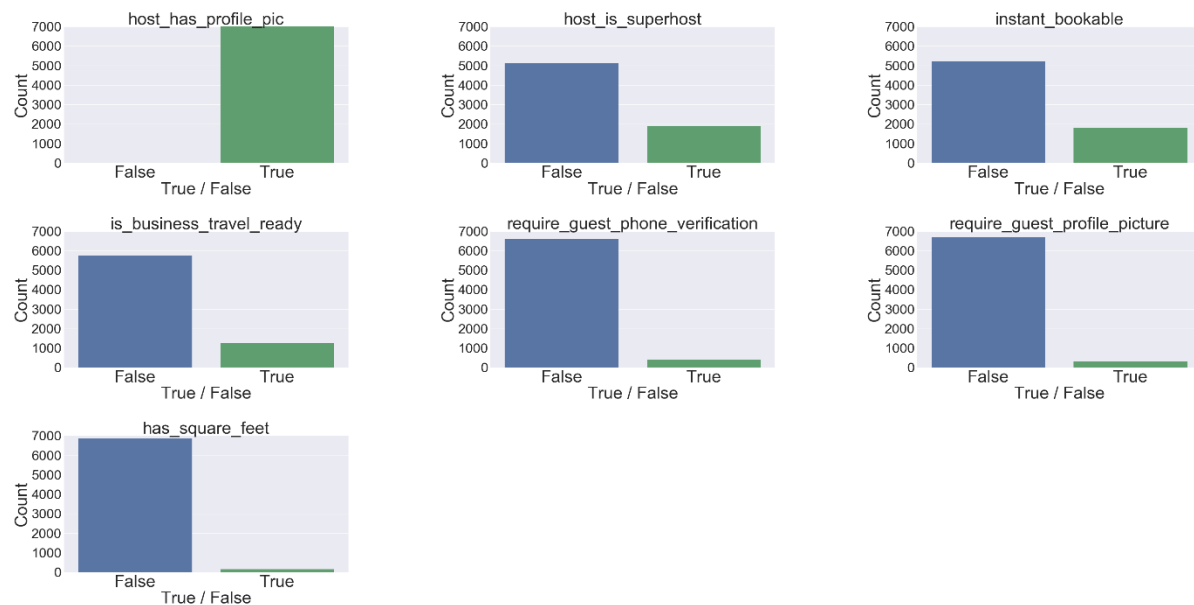 host_has_profile_pic
7000
6000
5000
4000
3000
2000
1000
0
Count
False True
True / False
host_is_superhost
7000
6000
5000
4000
3000
2000
1000
0
Count
False True
True / False
instant_bookable
7000
6000
5000
4000
3000
2000
1000
0
Count
False True
True / False
is_business_travel_ready
7000
6000
5000
4000
3000
2000
1000
0
Count
False True
True / False
require_guest_phone_verification
7000
6000
5000
4000
3000
2000
1000
0
Count
False True
True / False
require_guest_profile_picture
7000
6000
5000
4000
3000
2000
1000
0
Count
False True
True / False
has_square_feet
7000
6000
5000
4000
3000
2000
1000
0
Count
False True
True / False